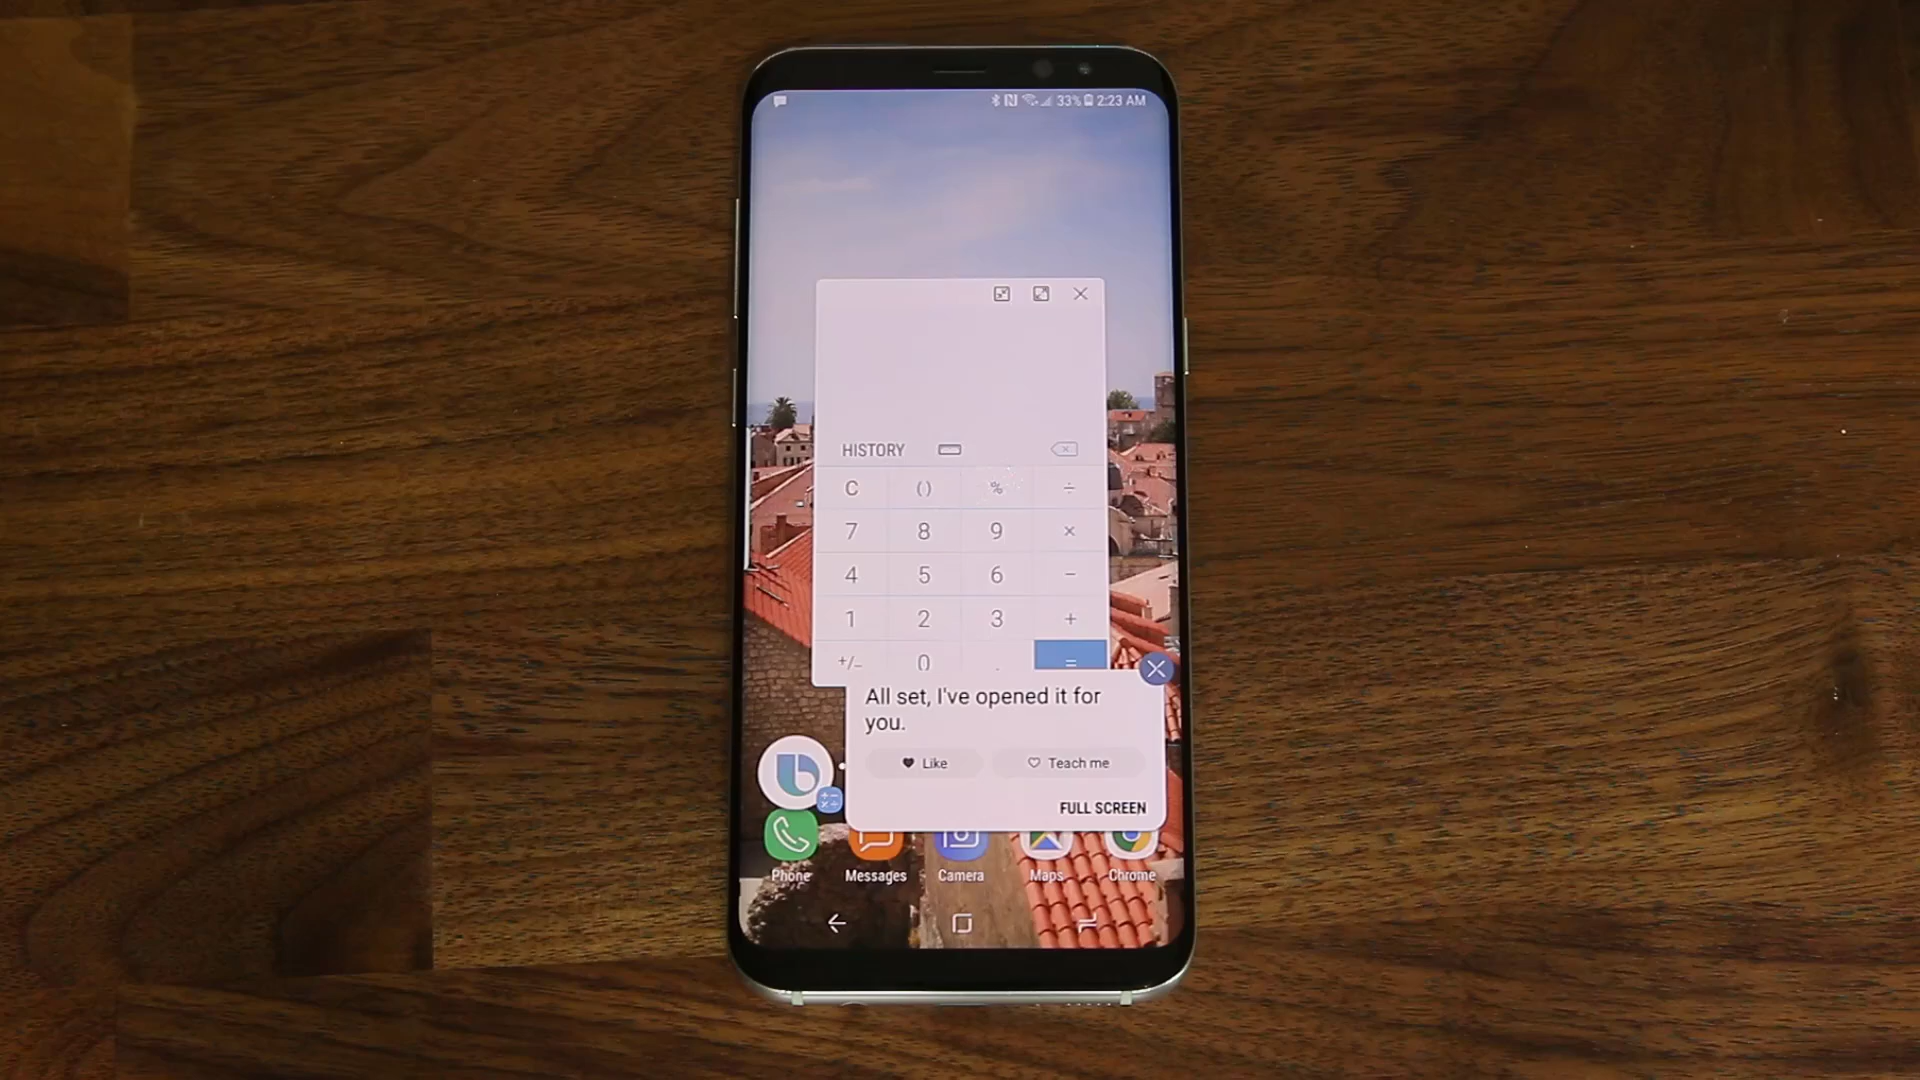 33% 2:23 AM
HISTORY
C () % ÷
7 8 9 ×
4 5 6 −
1 2 3 +
+/− 0 . =
All set, I've opened it for
you.
Like Teach me
FULL SCREEN
Phone Messages Camera Maps Chrome